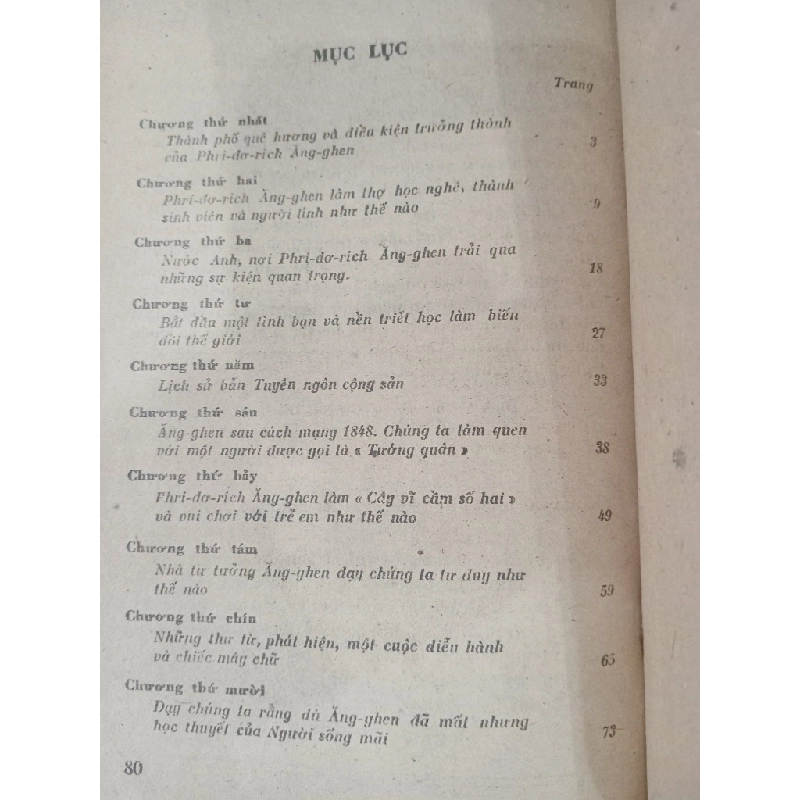 MỤC LỤC
Trang
Chương thứ nhất
Thành phố quê hương và điều kiện trưởng thành
của Phri-đơ-rich Ăng-ghen 3
Chương thứ hai
Phri-đơ-rich Ăng-ghen làm thợ học nghề, thành
sinh viên và người lính như thế nào 9
Chương thứ ba
Nước Anh, nơi Phri-đơ-rich Ăng-ghen trải qua
những sự kiện quan trọng. 18
Chương thứ tư
Bắt đầu một tình bạn và nền triết học làm biến
đổi thế giới 27
Chương thứ năm
Lịch sử bản Tuyên ngôn cộng sản 33
Chương thứ sáu
Ăng-ghen sau cách mạng 1848. Chúng ta làm quen
với một người được gọi là « Tướng quân » 38
Chương thứ bảy
Phri-đơ-rich Ăng-ghen làm « Cây vĩ cầm số hai »
và vui chơi với trẻ em như thế nào 49
Chương thứ tám
Nhà tư tưởng Ăng-ghen dạy chúng ta tư duy như
thế nào 59
Chương thứ chín
Những thư từ, phát hiện, một cuộc diễu hành
và chiếc máy chữ 65
Chương thứ mười
Dạy chúng ta rằng dù Ăng-ghen đã mất nhưng
học thuyết của Người sống mãi 73
80